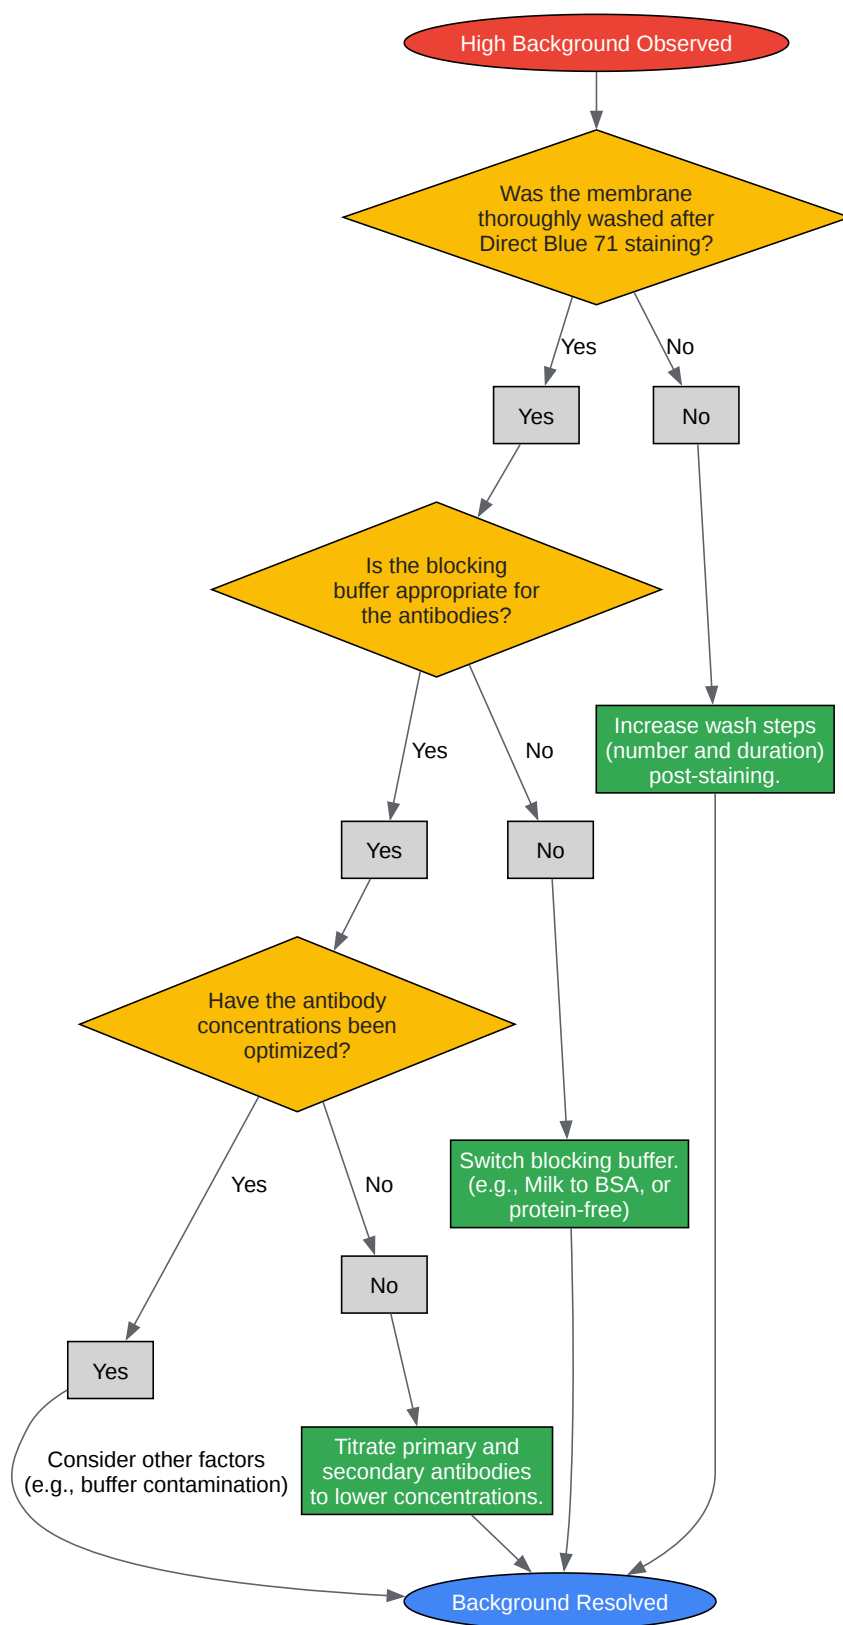 High Background Observed
Was the membrane
thoroughly washed after
Direct Blue 71 staining?
Yes
No
Yes
No
Is the blocking
buffer appropriate for
the antibodies?
Increase wash steps
(number and duration)
post-staining.
Yes
No
Yes
No
Have the antibody
concentrations been
optimized?
Switch blocking buffer.
(e.g., Milk to BSA, or
protein-free)
Yes
No
No
Yes
Consider other factors
(e.g., buffer contamination)
Titrate primary and
secondary antibodies
to lower concentrations.
Background Resolved